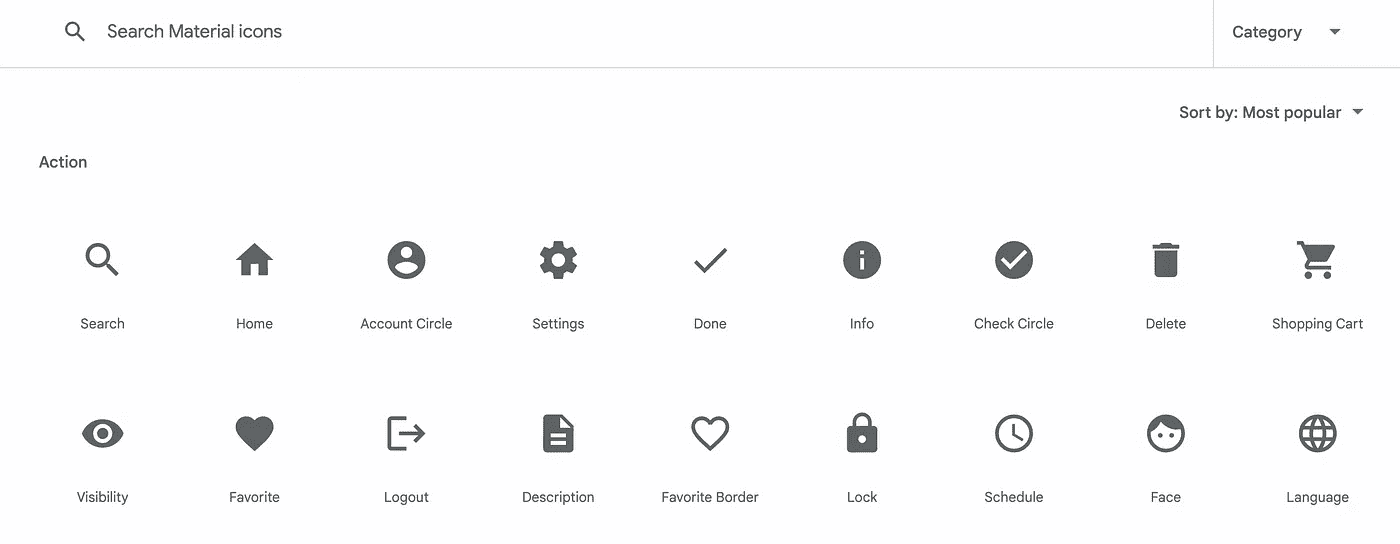 Search Material icons
Category
Sort by: Most popular
Action
Search
Home
Account Circle
Settings
Done
Info
Check Circle
Delete
Shopping Cart
Visibility
Favorite
Logout
Description
Favorite Border
Lock
Schedule
Face
Language